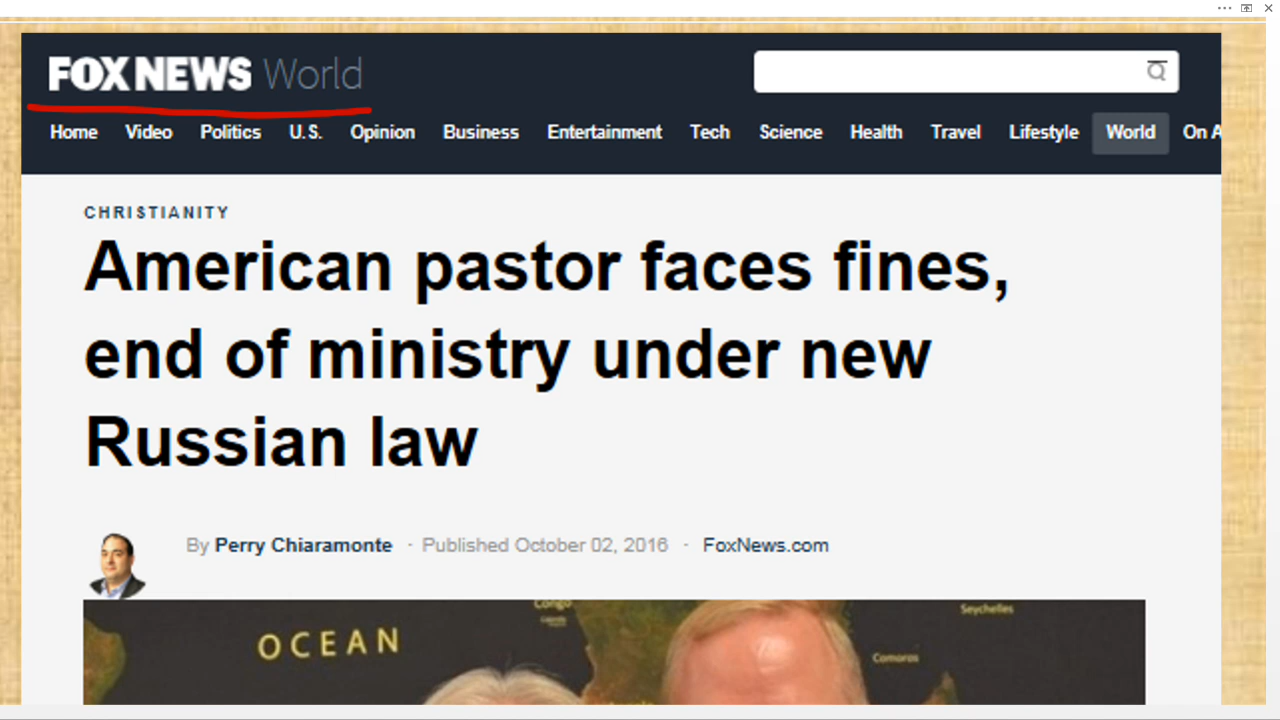 FOX NEWS World
Home Video Politics U.S. Opinion Business Entertainment Tech Science Health Travel Lifestyle World On A
CHRISTIANITY
American pastor faces fines,
end of ministry under new
Russian law
By Perry Chiaramonte - Published October 02, 2016 - FoxNews.com
Congo
Seychelles
OCEAN
Comoros